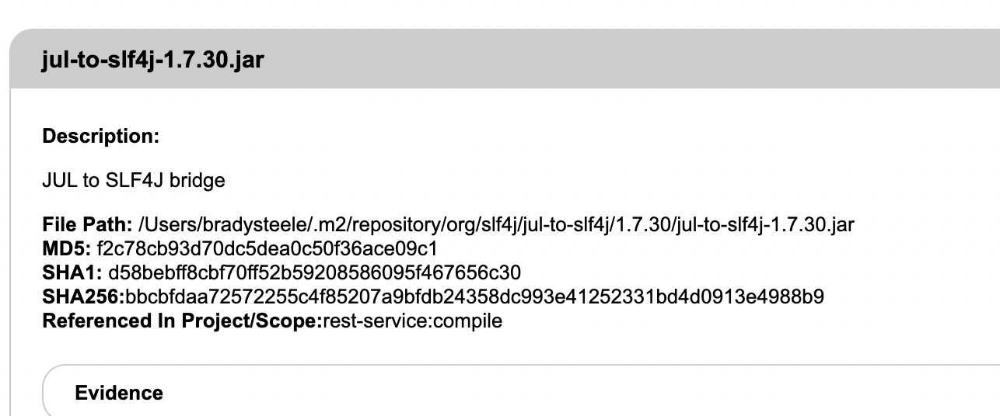 jul-to-slf4j-1.7.30.jar
Description:
JUL to SLF4J bridge
File Path: /Users/bradysteele/.m2/repository/org/slf4j/jul-to-slf4j/1.7.30/jul-to-slf4j-1.7.30.jar
MD5: f2c78cb93d70dc5dea0c50f36ace09c1
SHA1: d58bebff8cbf70ff52b59208586095f467656c30
SHA256:bbcbfdaa72572255c4f85207a9bfdb24358dc993e41252331bd4d0913e4988b9
Referenced In Project/Scope:rest-service:compile
Evidence